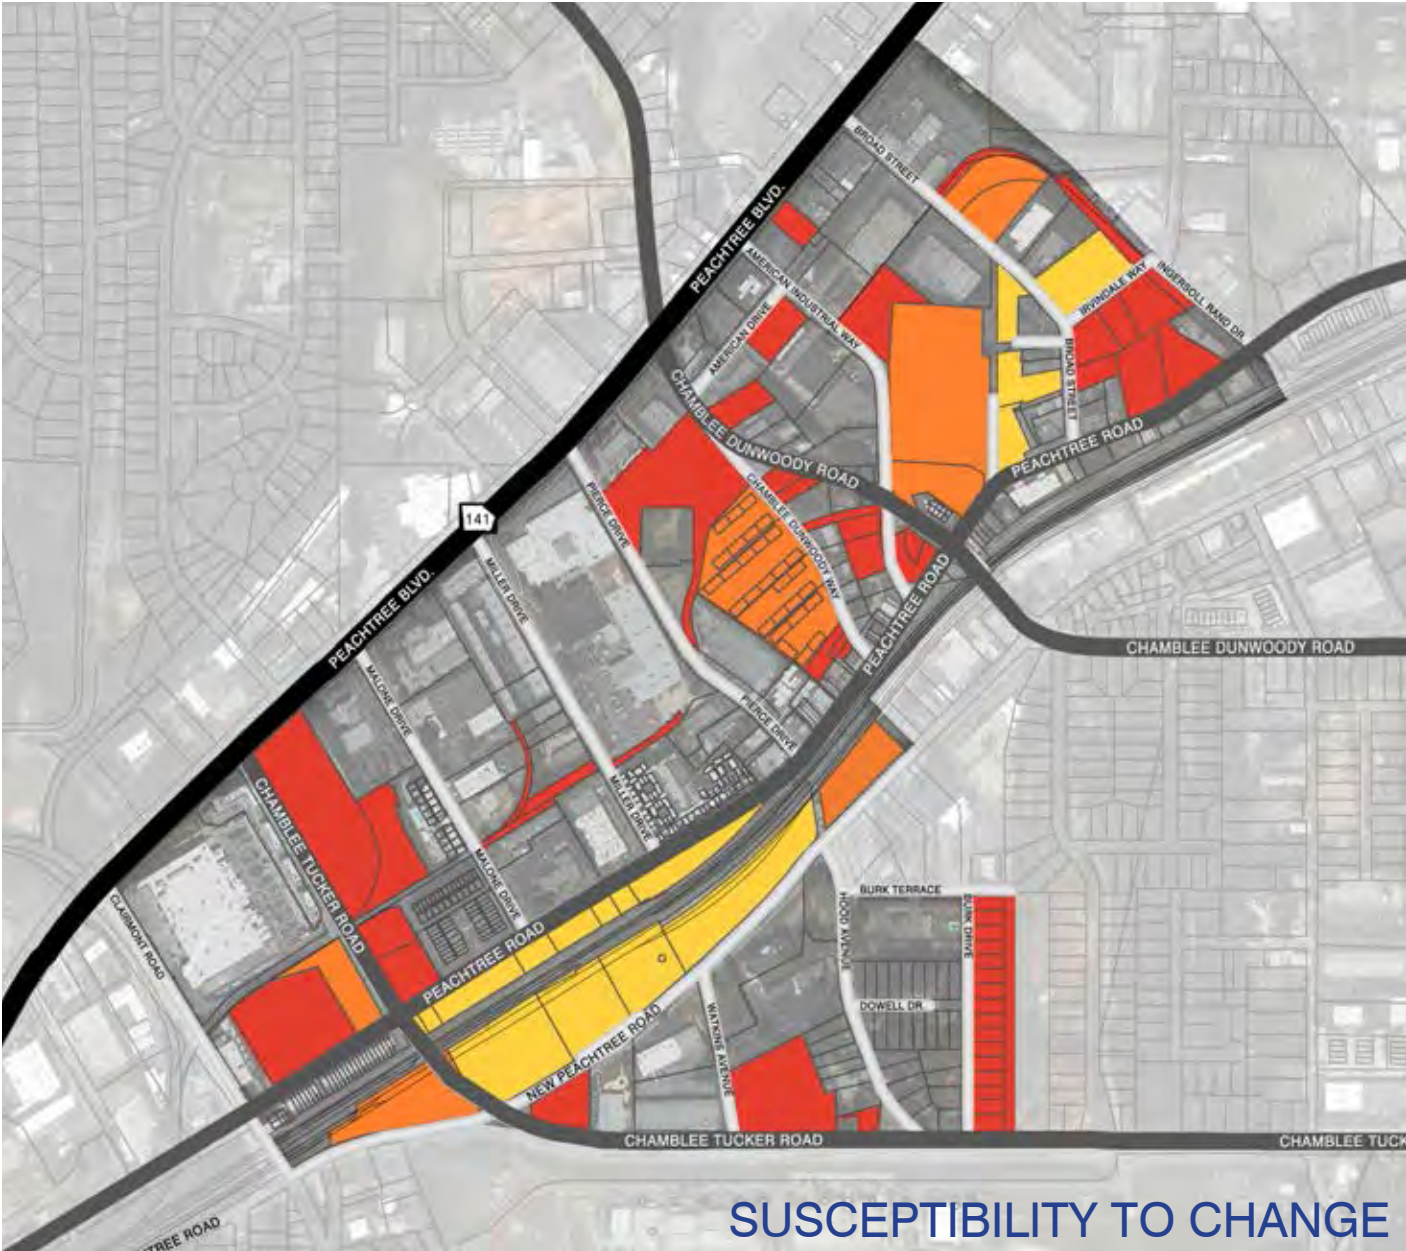 BROAD STREET
PEACHTREE BLVD.
AMERICAN INDUSTRIAL WAY
IRVINDALE WAY
INGERSOLL RAND DR.
AMERICAN DRIVE
BROAD STREET
CHAMBLEE DUNWOODY ROAD
PEACHTREE ROAD
CHAMBLEE DUNWOODY WAY
PIERCE DRIVE
141
MILLER DRIVE
PEACHTREE BLVD.
PEACHTREE ROAD
CHAMBLEE DUNWOODY ROAD
MALONE DRIVE
PIERCE DRIVE
CHAMBLEE TUCKER ROAD
MILLER DRIVE
MALONE DRIVE
CLAIRMONT ROAD
BURK TERRACE
HOOD AVENUE
BURK DRIVE
PEACHTREE ROAD
DOWELL DR.
WATKINS AVENUE
NEW PEACHTREE ROAD
CHAMBLEE TUCKER ROAD
CHAMBLEE TUCK
TREE ROAD
SUSCEPTIBILITY TO CHANGE